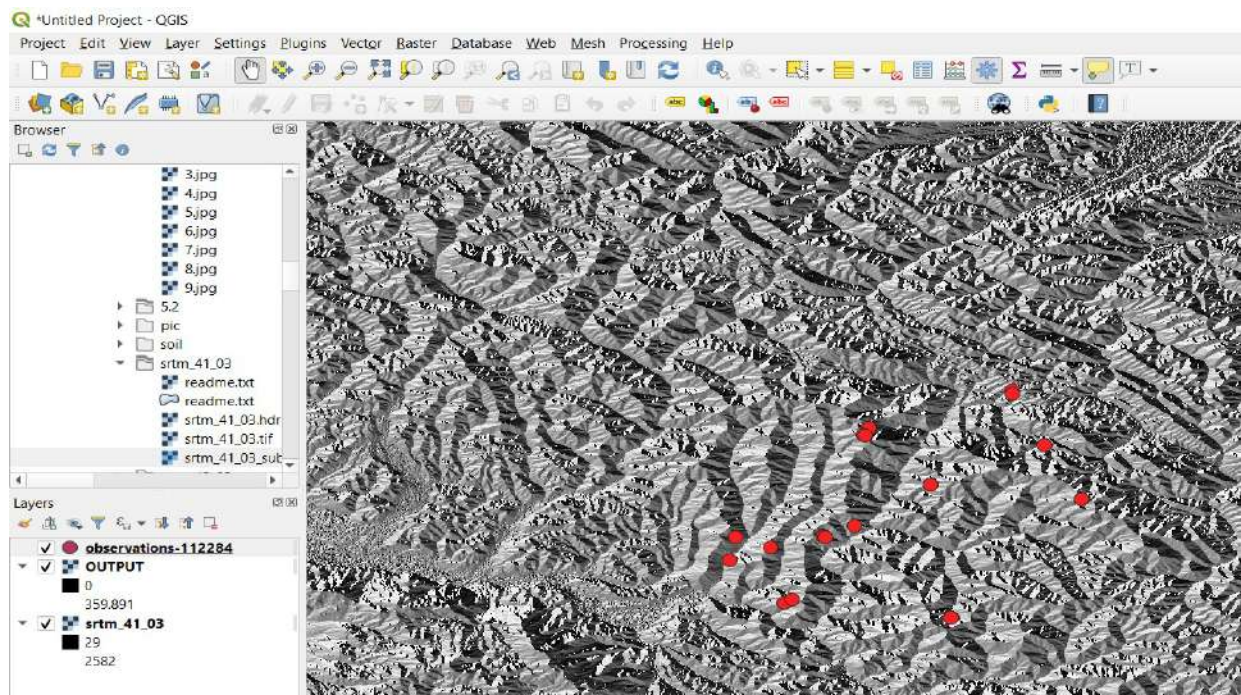 *Untitled Project - QGIS
Project Edit View Layer Settings Plugins Vector Raster Database Web Mesh Processing Help
Browser
3.jpg
4.jpg
5.jpg
6.jpg
7.jpg
8.jpg
9.jpg
5.2
pic
soil
srtm_41_03
readme.txt
readme.txt
srtm_41_03.hdr
srtm_41_03.tif
srtm_41_03_sub
Layers
observations-112284
OUTPUT
0
359.891
srtm_41_03
29
2582